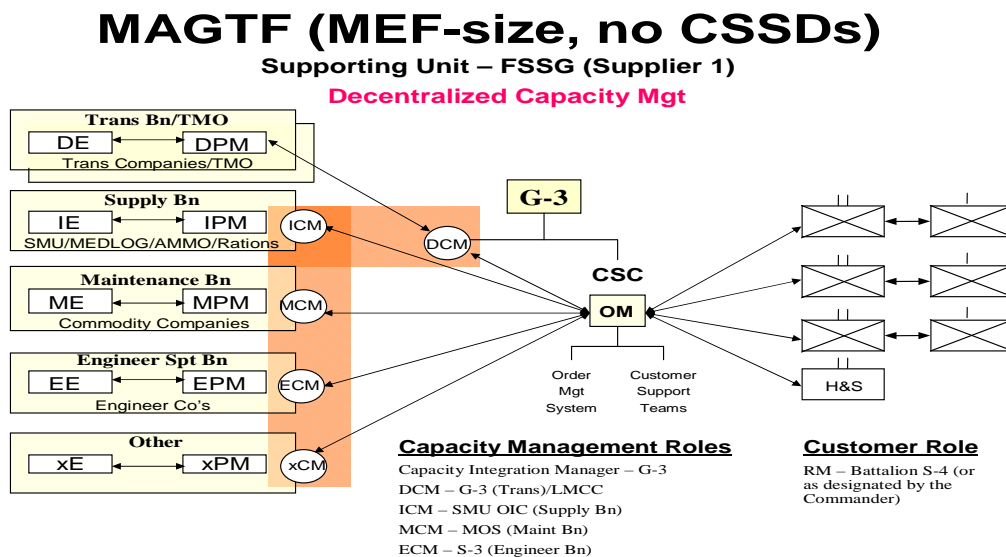 MAGTF (MEF-size, no CSSDs)
Supporting Unit – FSSG (Supplier 1)
Decentralized Capacity Mgt
Trans Bn/TMO
DE
DPM
Trans Companies/TMO
Supply Bn
IE
IPM
SMU/MEDLOG/AMMO/Rations
ICM
DCM
G-3
Maintenance Bn
ME
MPM
Commodity Companies
MCM
CSC
OM
Engineer Spt Bn
EE
EPM
Engineer Co's
ECM
Order
Mgt
System
Customer
Support
Teams
H&S
Other
xE
xPM
xCM
Capacity Management Roles
Capacity Integration Manager – G-3
DCM – G-3 (Trans)/LMCC
ICM – SMU OIC (Supply Bn)
MCM – MOS (Maint Bn)
ECM – S-3 (Engineer Bn)
Customer Role
RM – Battalion S-4 (or
as designated by the
Commander)